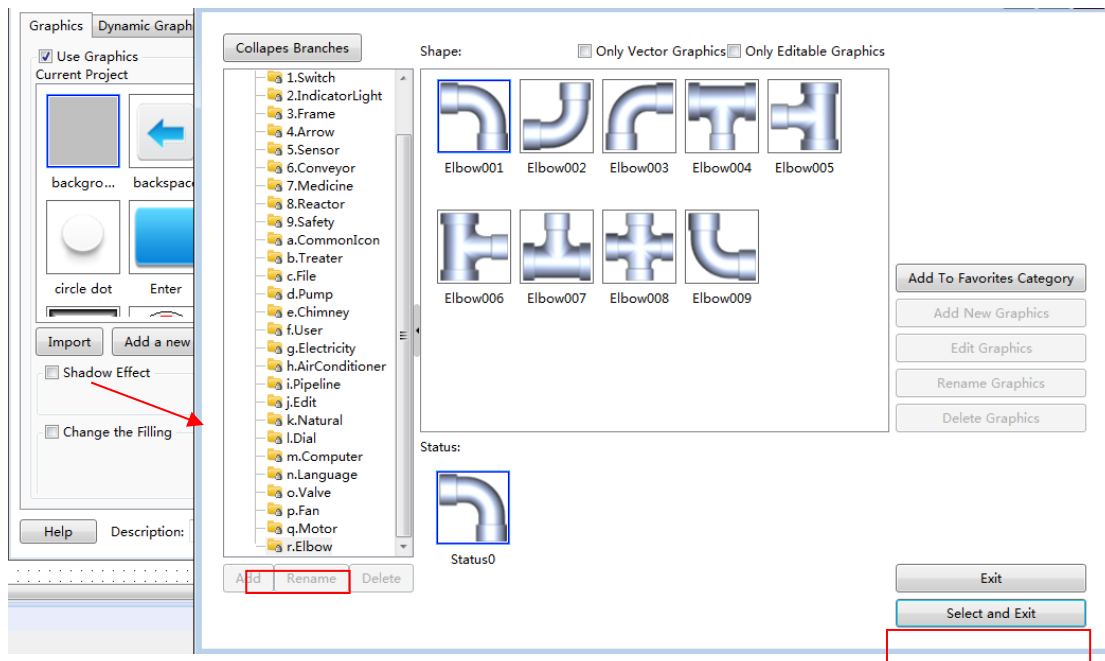 Graphics Dynamic Graph
Use Graphics
Current Project
backgro... backspace
circle dot Enter
Import Add a new
Shadow Effect
Change the Filling
Help Description:
Collapes Branches
1.Switch
2.IndicatorLight
3.Frame
4.Arrow
5.Sensor
6.Conveyor
7.Medicine
8.Reactor
9.Safety
a.CommonIcon
b.Treater
c.File
d.Pump
e.Chimney
f.User
g.Electricity
h.AirConditioner
i.Pipeline
j.Edit
k.Natural
l.Dial
m.Computer
n.Language
o.Valve
p.Fan
q.Motor
r.Elbow
Add Rename Delete
Shape: Only Vector Graphics Only Editable Graphics
Elbow001 Elbow002 Elbow003 Elbow004 Elbow005
Elbow006 Elbow007 Elbow008 Elbow009
Status:
Status0
Add To Favorites Category
Add New Graphics
Edit Graphics
Rename Graphics
Delete Graphics
Exit
Select and Exit